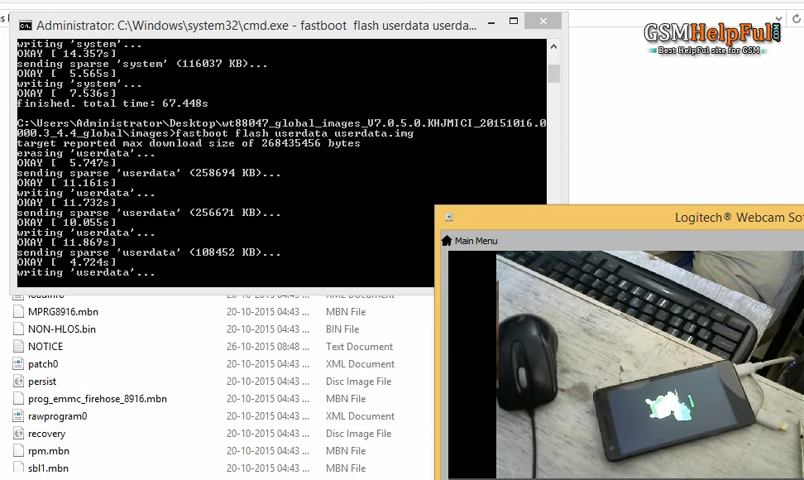 Administrator: C:\Windows\system32\cmd.exe - fastboot flash userdata userda...
GSMHelpFul.COM
Best HelpFul site for GSM
writing 'system'...
OKAY [ 14.357s]
sending sparse 'system' (116037 KB)...
OKAY [ 5.565s]
writing 'system'...
OKAY [ 7.536s]
finished. total time: 67.448s
C:\Users\Administrator\Desktop\wt88047_global_images_V7.0.5.0.KHJMICI_20151016.0
000.3_4.4_global\images>fastboot flash userdata userdata.img
target reported max download size of 268435456 bytes
erasing 'userdata'...
OKAY [ 5.747s]
sending sparse 'userdata' (258694 KB)...
OKAY [ 11.161s]
writing 'userdata'...
OKAY [ 11.732s]
sending sparse 'userdata' (256671 KB)...
OKAY [ 10.055s]
writing 'userdata'...
OKAY [ 11.869s]
sending sparse 'userdata' (108452 KB)...
OKAY [ 4.724s]
writing 'userdata'...
Logitech® Webcam So
Main Menu
loadinfo 20-10-2015 04:43 ... XML Document
MPRG8916.mbn 20-10-2015 04:43 ... MBN File
NON-HLOS.bin 20-10-2015 04:43 ... BIN File
NOTICE 26-10-2015 08:48 ... Text Document
patch0 20-10-2015 04:43 ... XML Document
persist 20-10-2015 04:43 ... Disc Image File
prog_emmc_firehose_8916.mbn 20-10-2015 04:43 ... MBN File
rawprogram0 20-10-2015 04:43 ... XML Document
recovery 20-10-2015 04:43 ... Disc Image File
rpm.mbn 20-10-2015 04:43 ... MBN File
sbl1.mbn 20-10-2015 04:43 ... MBN File